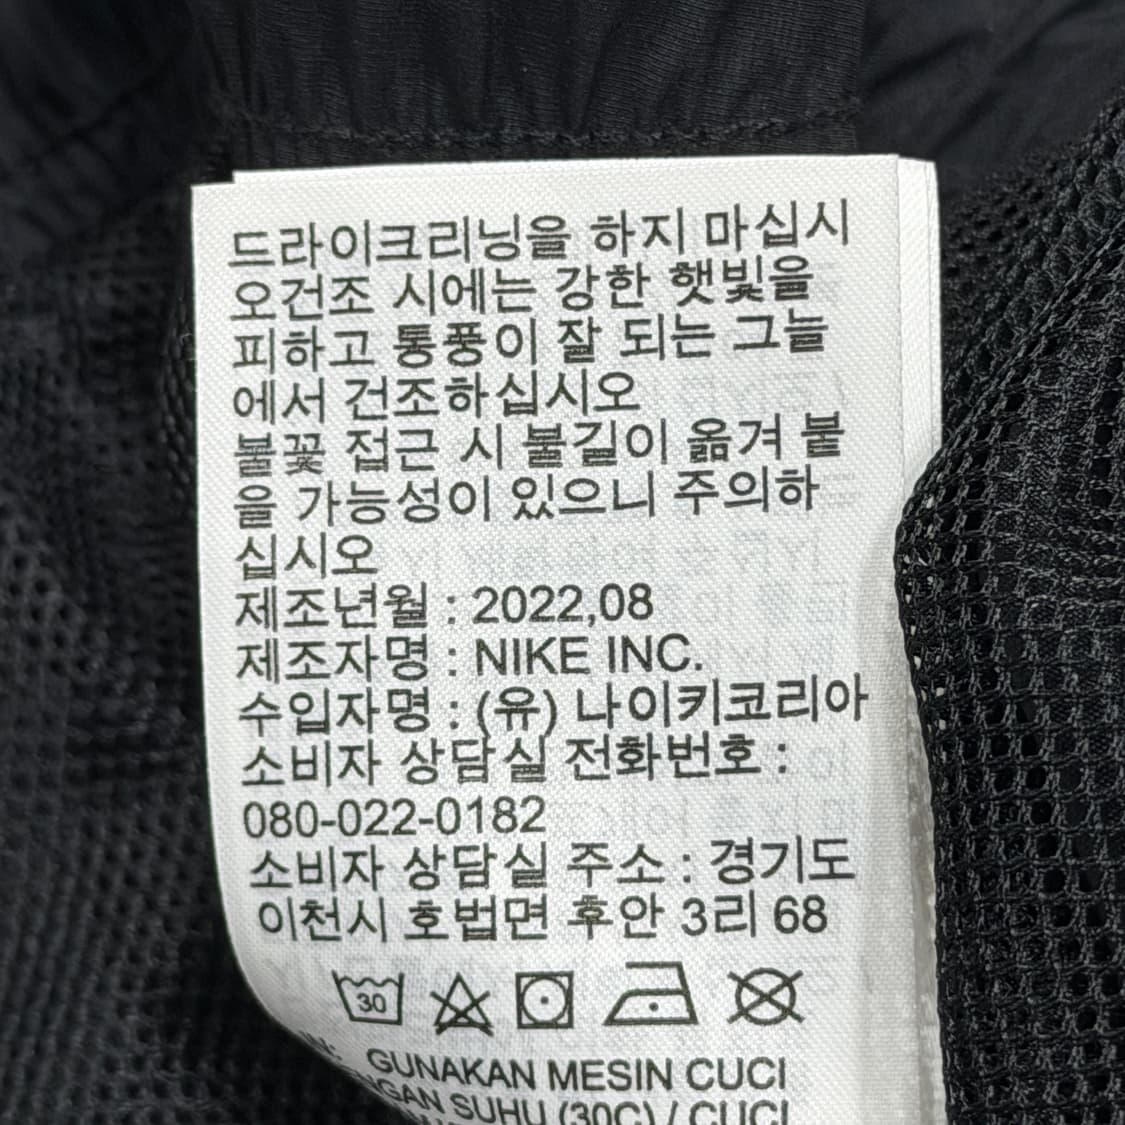 드라이크리닝을 하지 마십시
오건조 시에는 강한 햇빛을
피하고 통풍이 잘 되는 그늘
에서 건조하십시오
불꽃 접근 시 불길이 옮겨 붙
을 가능성이 있으니 주의하
십시오
제조년월 : 2022,08
제조자명 : NIKE INC.
수입자명 : (유) 나이키코리아
소비자 상담실 전화번호 :
080-022-0182
소비자 상담실 주소 : 경기도
이천시 호법면 후안 3리 68
30
GUNAKAN MESIN CUCI
SUHU (30C) / CUCI